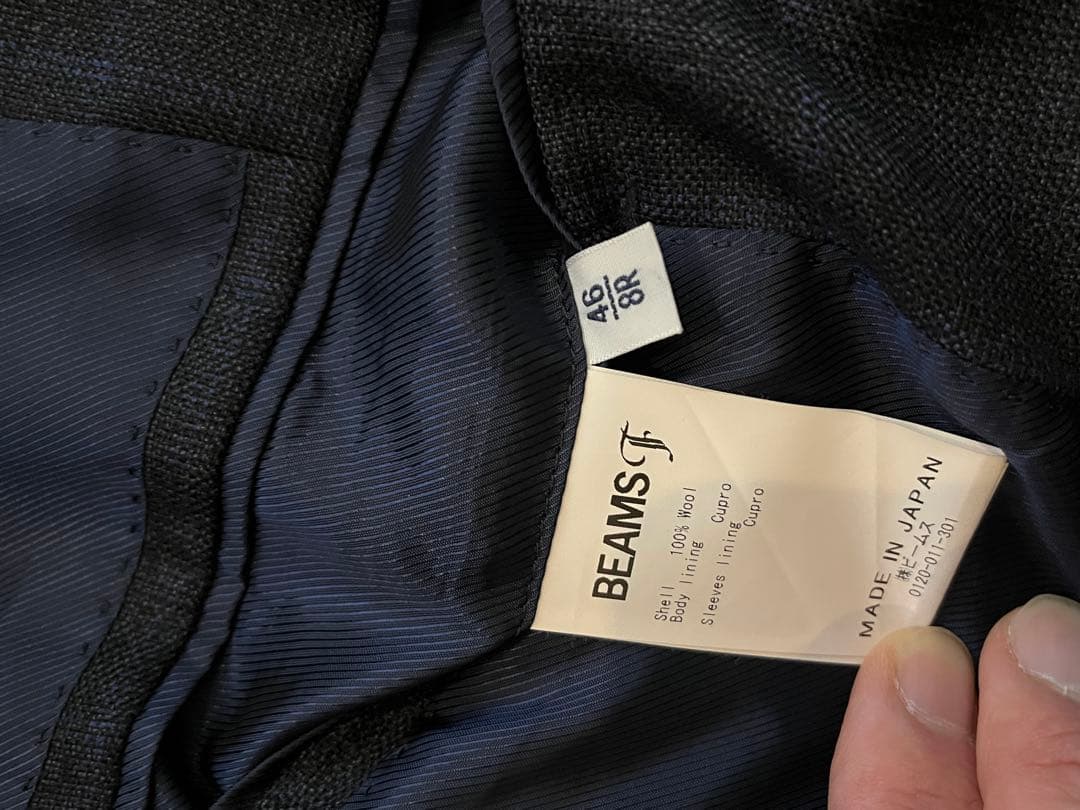 46
8R
BEAMS F
Shell 100% Wool
Body lining Cupro
Sleeves lining Cupro
MADE IN JAPAN
㈱ビームス
0120-011-301